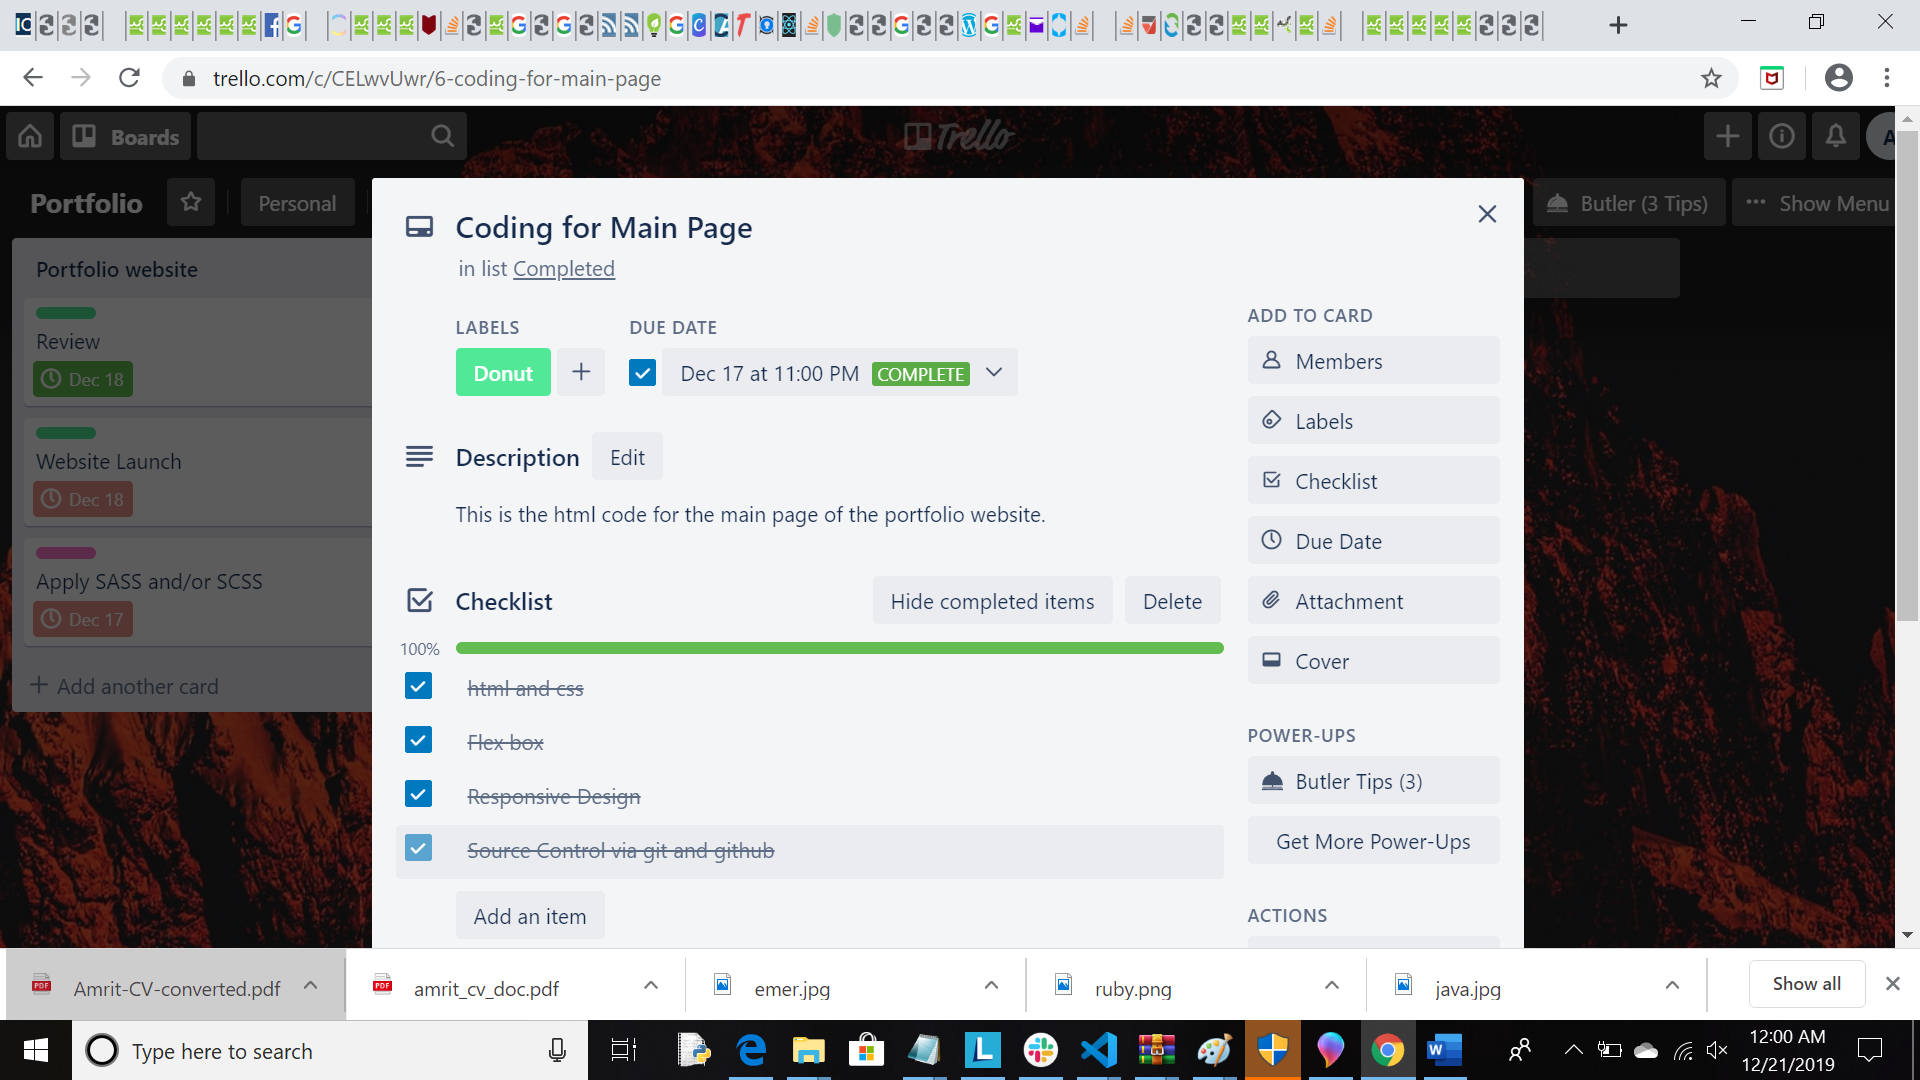 trello.com/c/CELwvUwr/6-coding-for-main-page
Boards
Trello
A
Portfolio
Personal
Butler (3 Tips)
Show Menu
Portfolio website
Review
Dec 18
Website Launch
Dec 18
Apply SASS and/or SCSS
Dec 17
Add another card
Coding for Main Page
in list Completed
LABELS
DUE DATE
Donut
Dec 17 at 11:00 PM COMPLETE
Description
Edit
This is the html code for the main page of the portfolio website.
Checklist
Hide completed items
Delete
100%
html and css
Flex box
Responsive Design
Source Control via git and github
Add an item
ADD TO CARD
Members
Labels
Checklist
Due Date
Attachment
Cover
POWER-UPS
Butler Tips (3)
Get More Power-Ups
ACTIONS
Amrit-CV-converted.pdf
amrit_cv_doc.pdf
emer.jpg
ruby.png
java.jpg
Show all
Type here to search
12:00 AM
12/21/2019